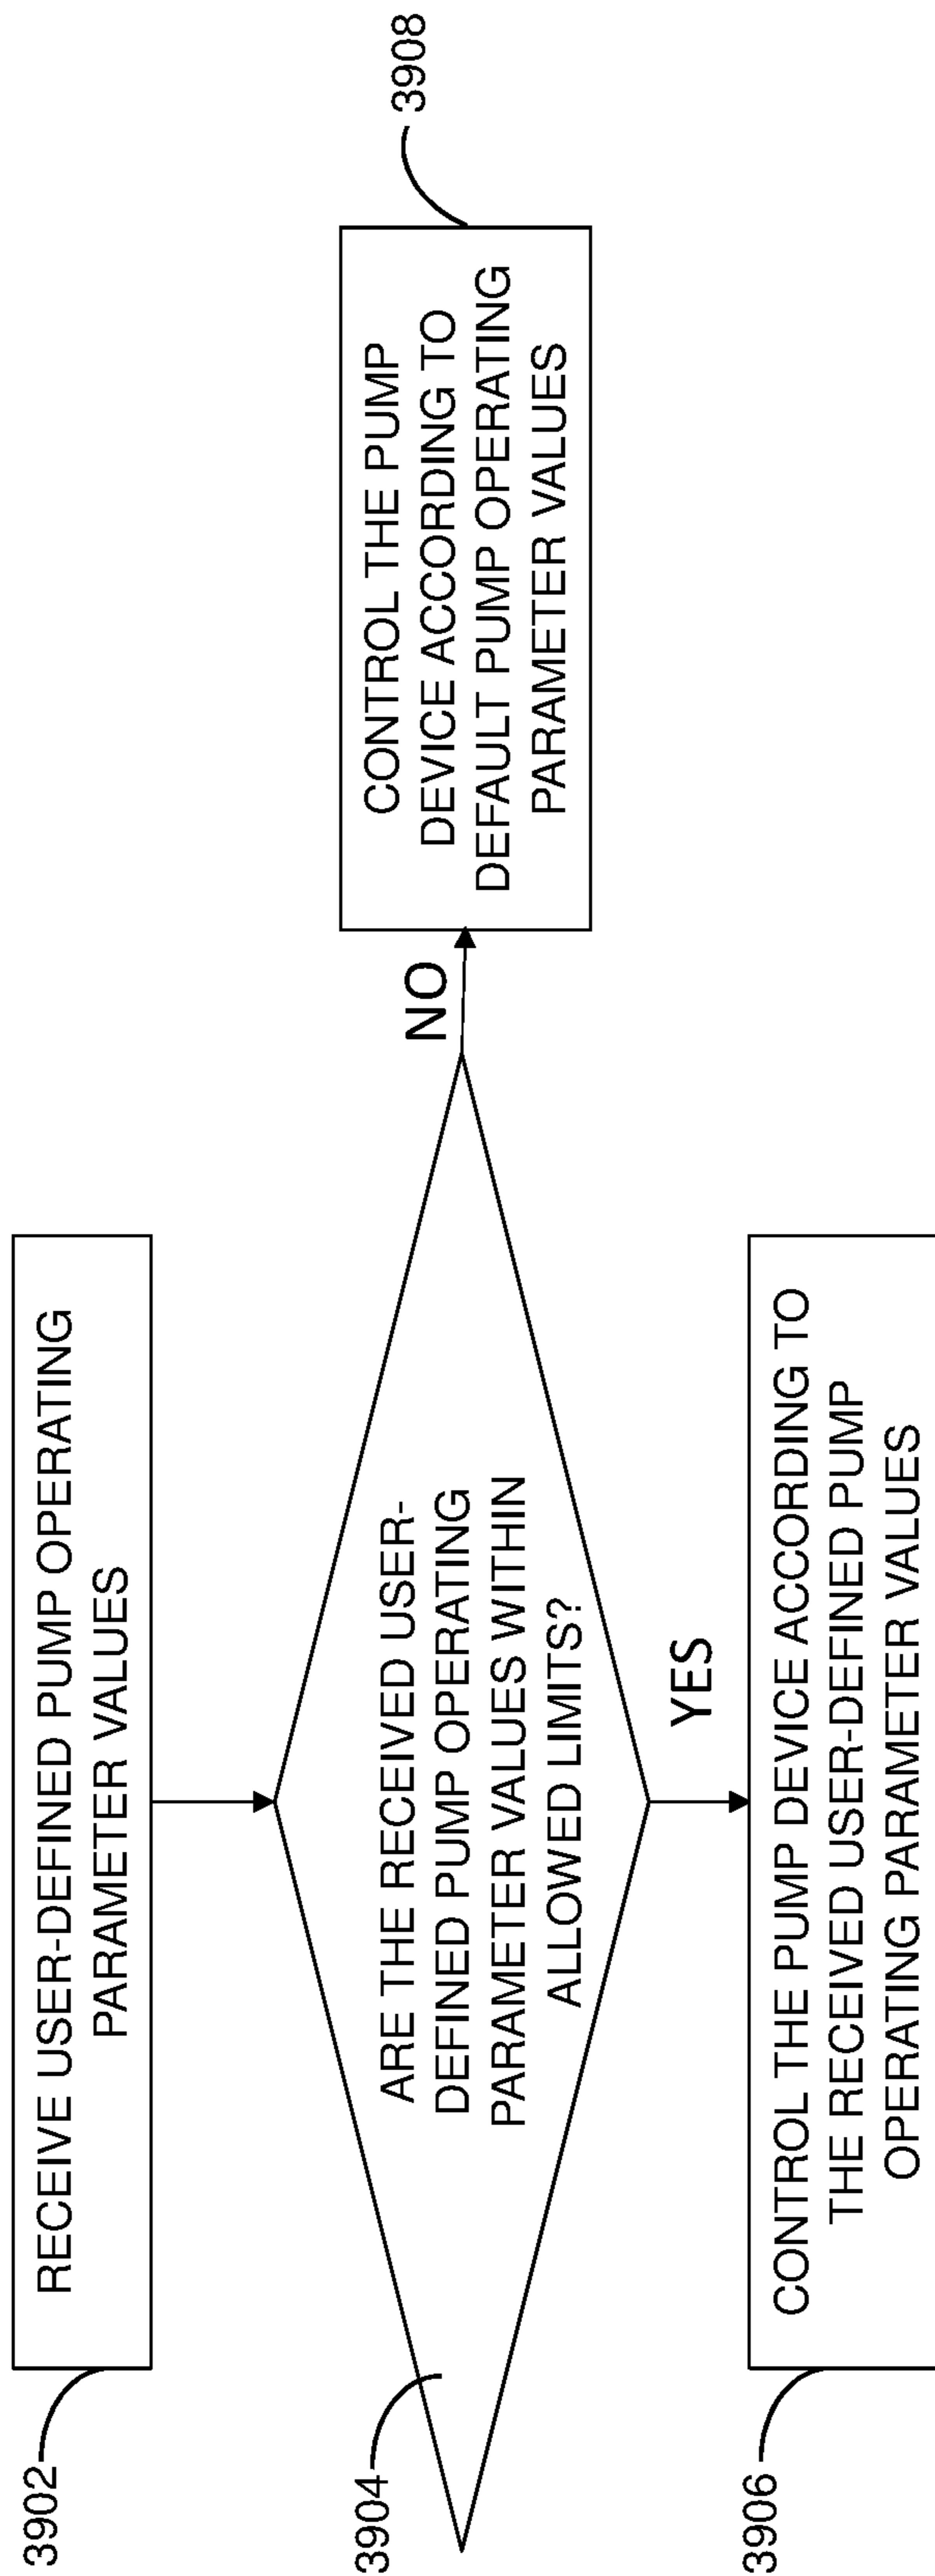 3902
RECEIVE USER-DEFINED PUMP OPERATING
PARAMETER VALUES
3904
ARE THE RECEIVED USER-
DEFINED PUMP OPERATING
PARAMETER VALUES WITHIN
ALLOWED LIMITS?
NO
CONTROL THE PUMP
DEVICE ACCORDING TO
DEFAULT PUMP OPERATING
PARAMETER VALUES
3908
YES
3906
CONTROL THE PUMP DEVICE ACCORDING TO
THE RECEIVED USER-DEFINED PUMP
OPERATING PARAMETER VALUES